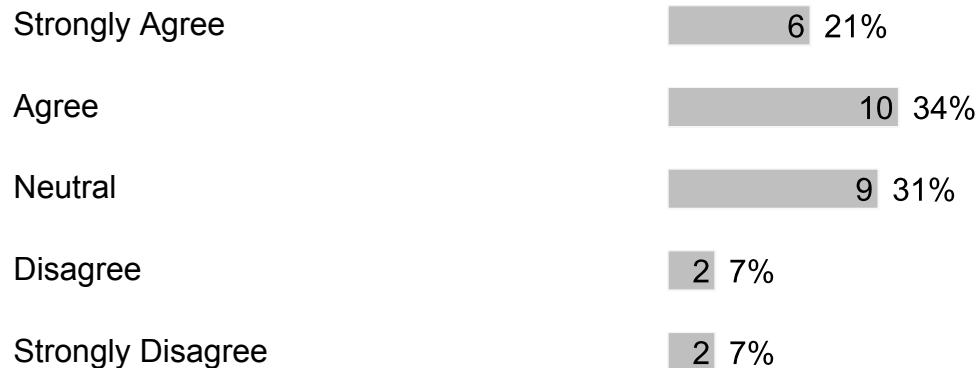 Strongly Agree 6 21%
Agree 10 34%
Neutral 9 31%
Disagree 2 7%
Strongly Disagree 2 7%